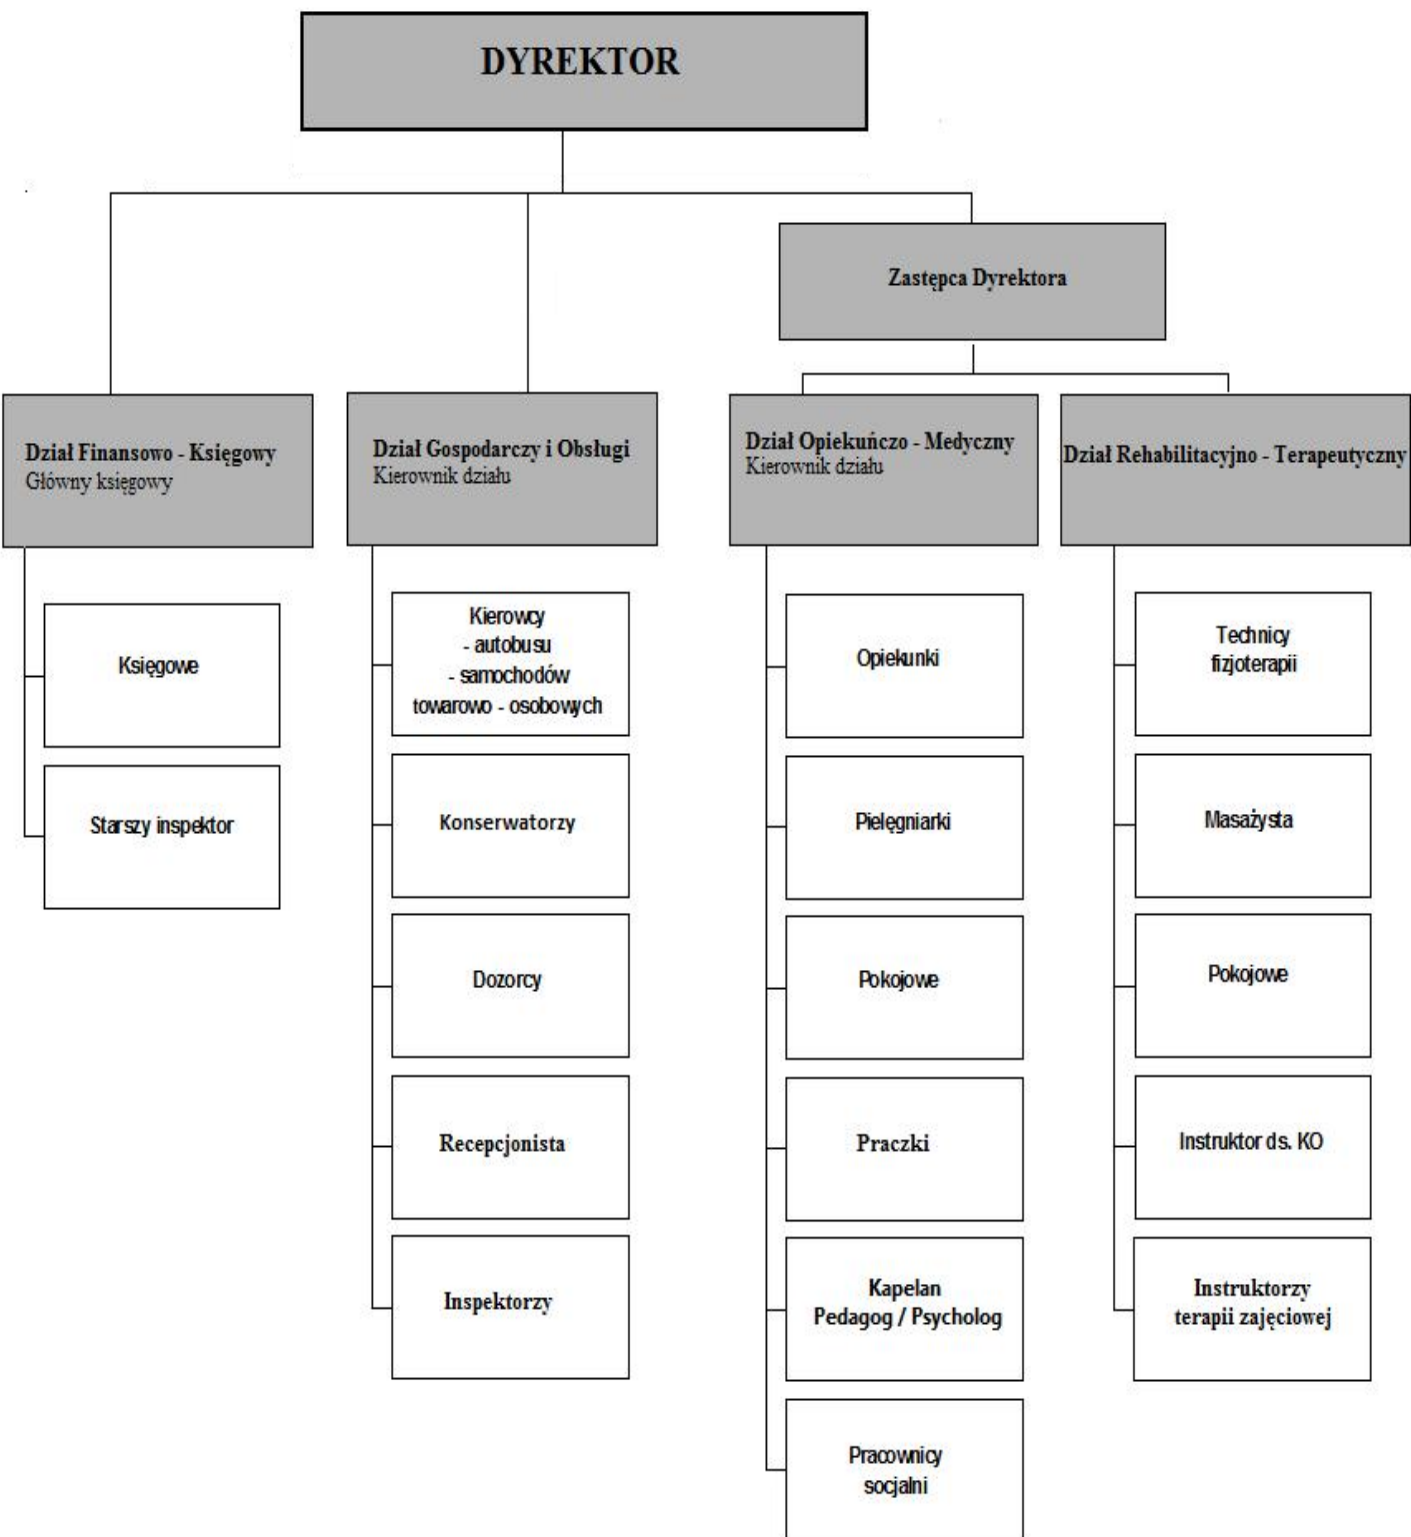 DYREKTOR
Zastępca Dyrektora
Dział Finansowo - Księgowy
Główny księgowy
Dział Gospodarczy i Obsługi
Kierownik działu
Dział Opiekuńczo - Medyczny
Kierownik działu
Dział Rehabilitacyjno - Terapeutyczny
Księgowe
Starszy inspektor
Kierowcy
- autobusu
- samochodów
towarowo - osobowych
Konserwatorzy
Dozorcy
Recepcjonista
Inspektorzy
Opiekunki
Pielęgniarki
Pokojowe
Praczki
Kapelan
Pedagog / Psycholog
Pracownicy
socjalni
Technicy
fizjoterapii
Masażysta
Pokojowe
Instruktor ds. KO
Instruktorzy
terapii zajęciowej